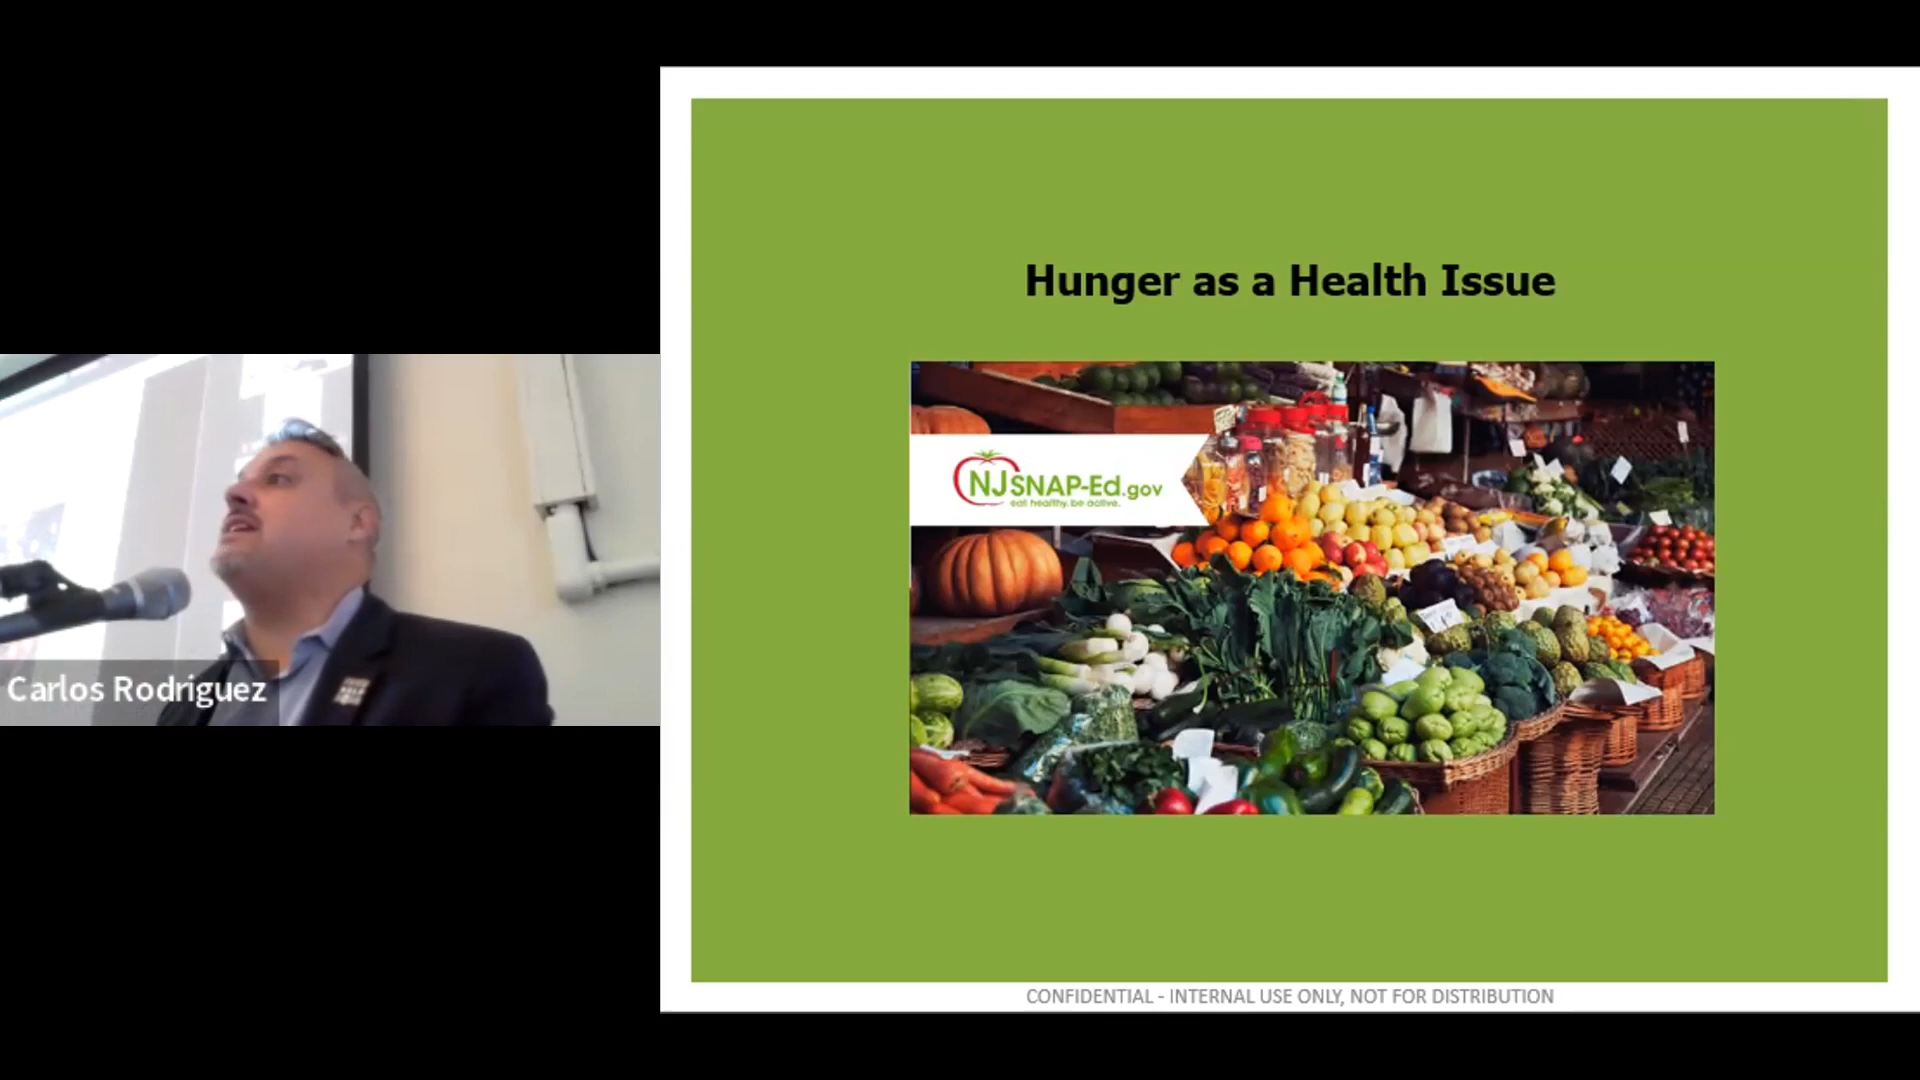 Hunger as a Health Issue
NJSNAP-Ed.gov
eat healthy. be active.
Carlos Rodriguez
CONFIDENTIAL - INTERNAL USE ONLY, NOT FOR DISTRIBUTION